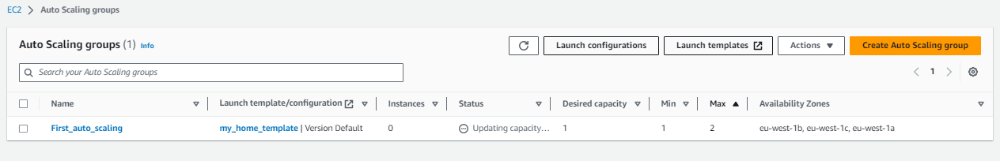 EC2 > Auto Scaling groups
Auto Scaling groups (1) Info
Launch configurations
Launch templates
Actions
Create Auto Scaling group
Search your Auto Scaling groups
1
Name Launch template/configuration Instances Status Desired capacity Min Max Availability Zones
First_auto_scaling my_home_template | Version Default 0 Updating capacity... 1 1 2 eu-west-1b, eu-west-1c, eu-west-1a